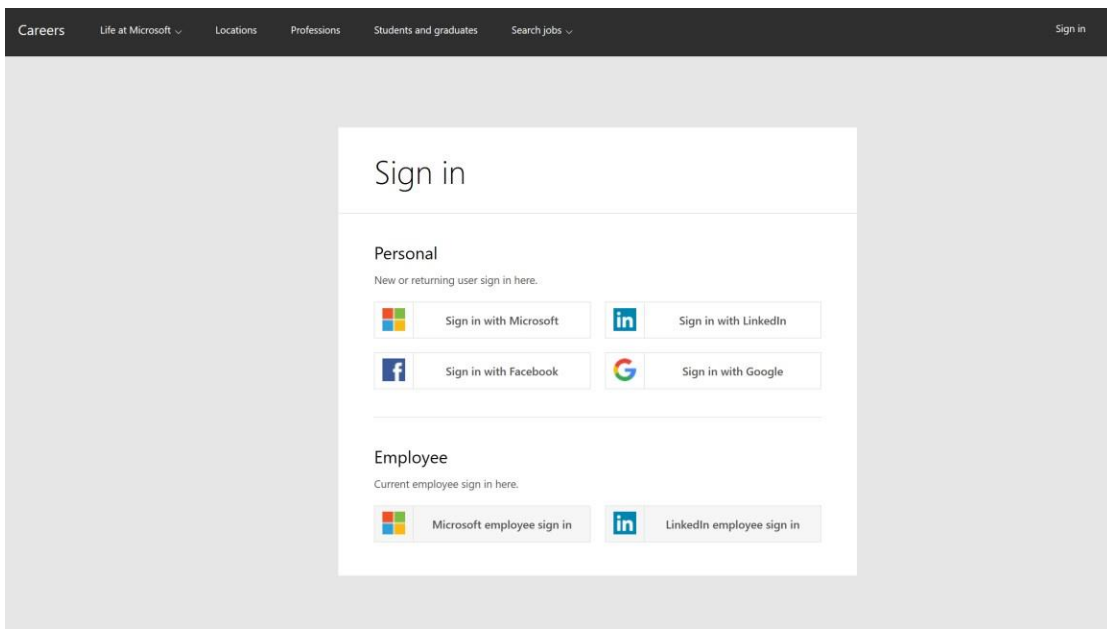 Careers Life at Microsoft Locations Professions Students and graduates Search jobs Sign in
Sign in
Personal
New or returning user sign in here.
Sign in with Microsoft
in Sign in with LinkedIn
f Sign in with Facebook
G Sign in with Google
Employee
Current employee sign in here.
Microsoft employee sign in
in LinkedIn employee sign in